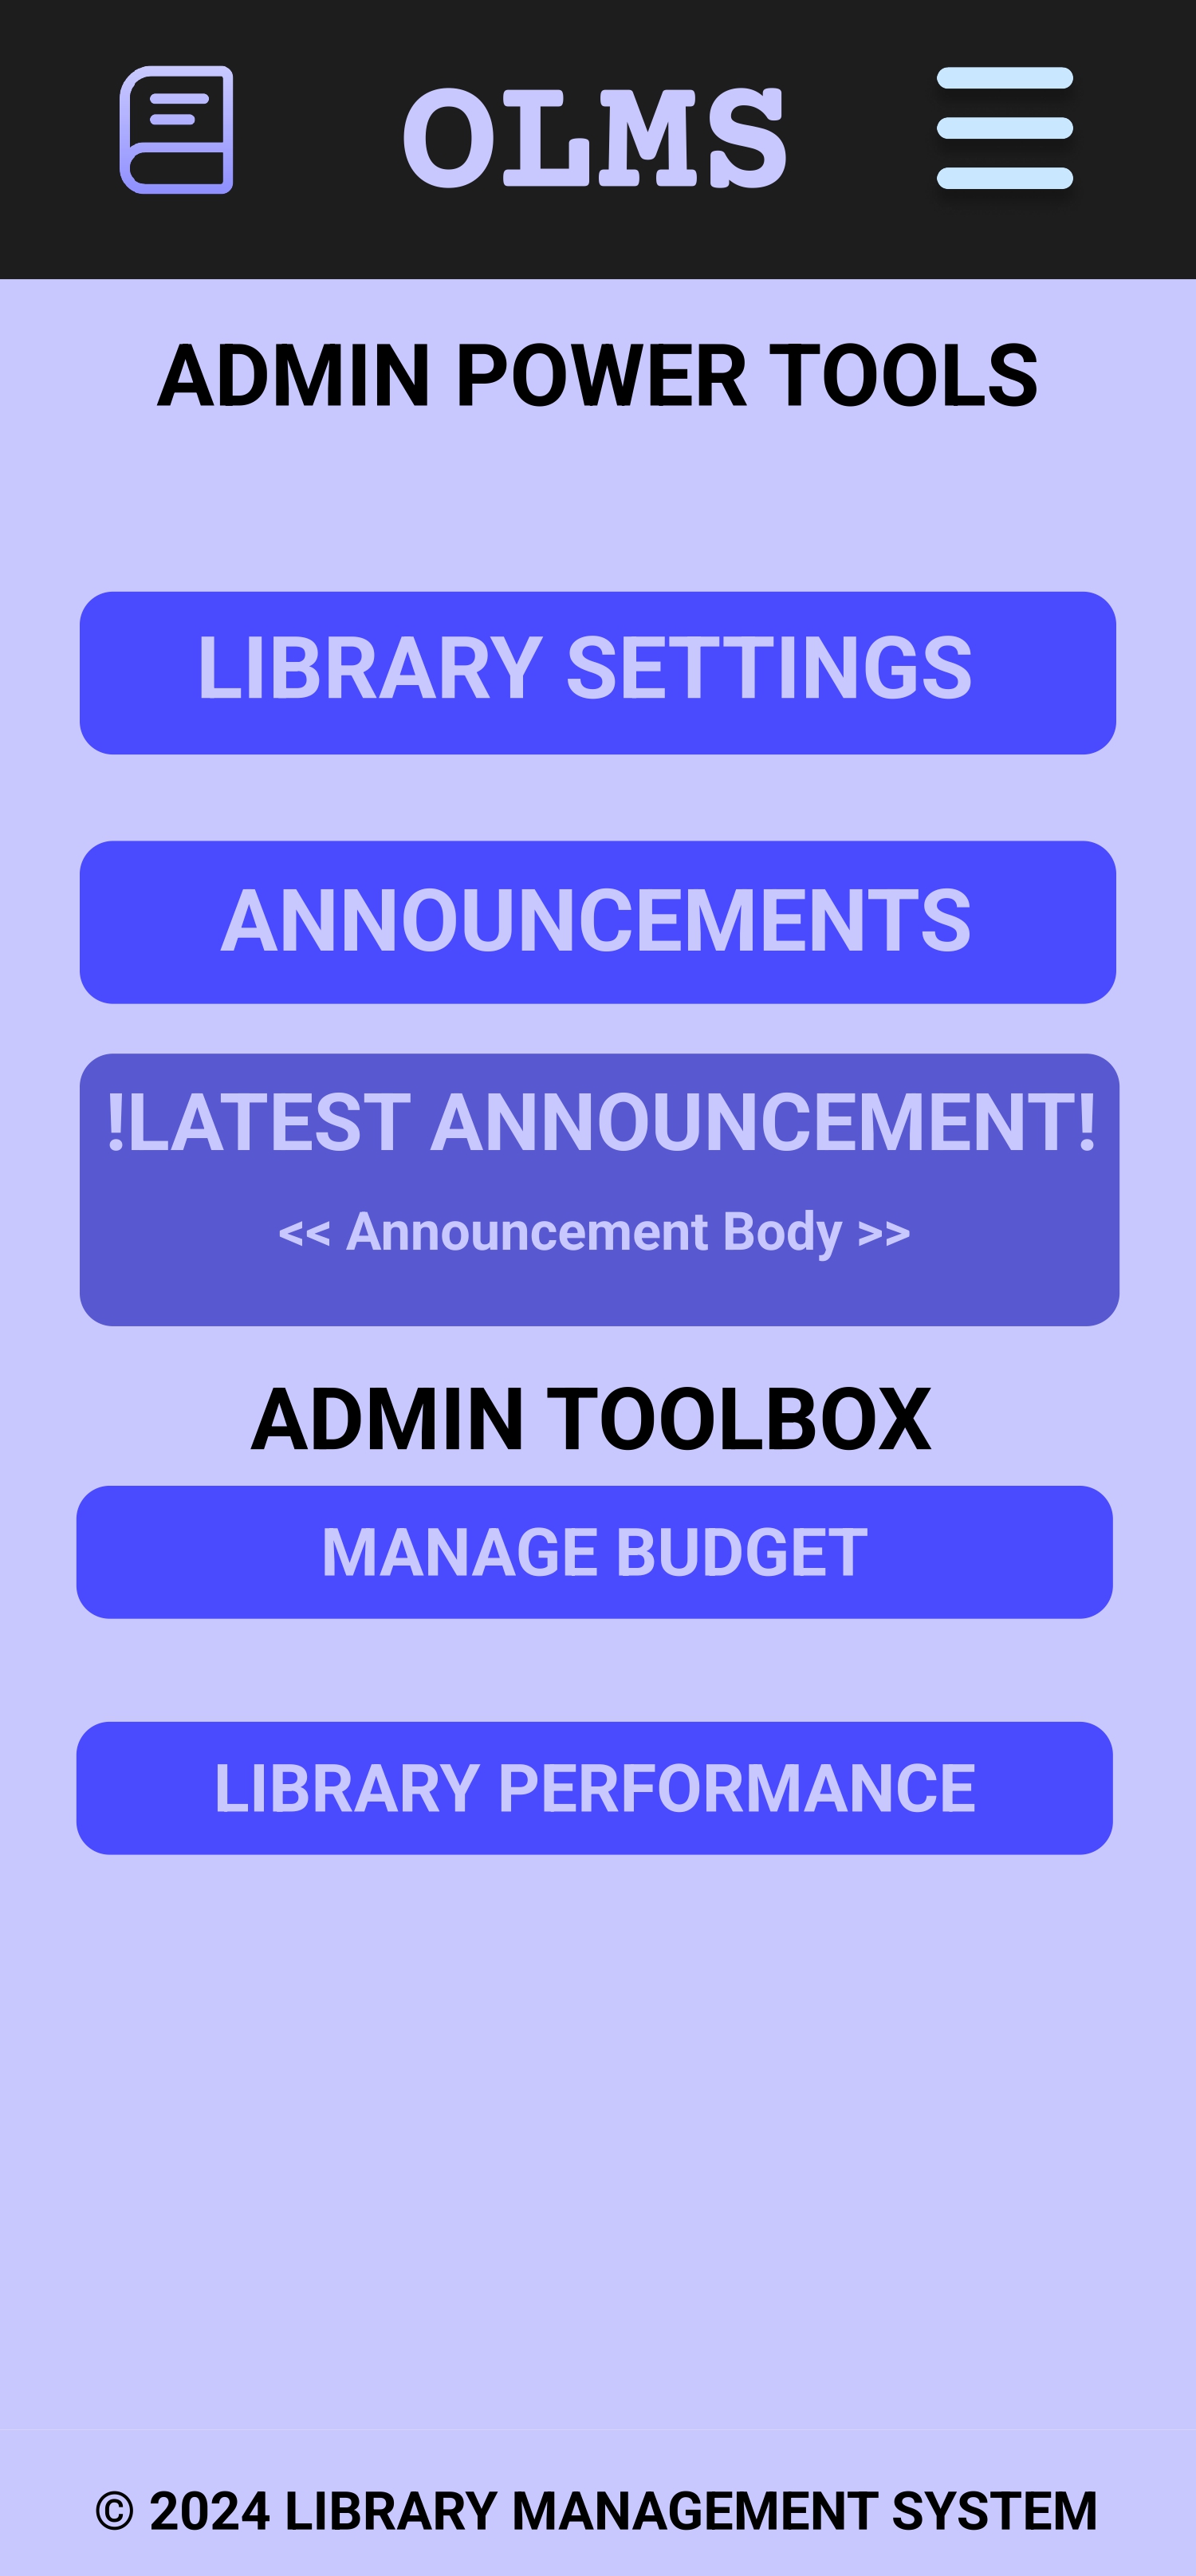 OLMS
ADMIN POWER TOOLS
LIBRARY SETTINGS
ANNOUNCEMENTS
!LATEST ANNOUNCEMENT!
<< Announcement Body >>
ADMIN TOOLBOX
MANAGE BUDGET
LIBRARY PERFORMANCE
© 2024 LIBRARY MANAGEMENT SYSTEM